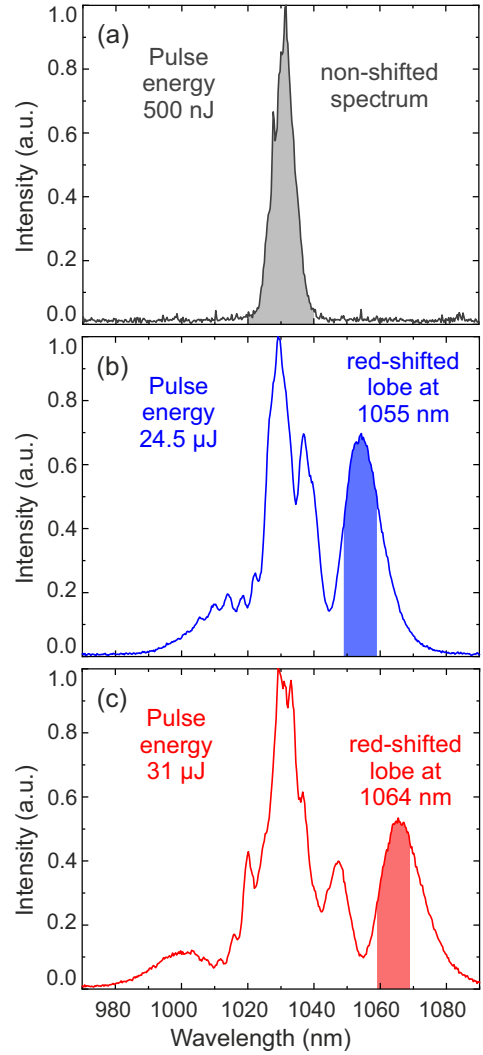 (a)
Pulse
energy
500 nJ
non-shifted
spectrum
Intensity (a.u.)
1.0
0.8
0.6
0.4
0.2
0.0
(b)
Pulse
energy
24.5 µJ
red-shifted
lobe at
1055 nm
Intensity (a.u.)
1.0
0.8
0.6
0.4
0.2
0.0
(c)
Pulse
energy
31 µJ
red-shifted
lobe at
1064 nm
Intensity (a.u.)
1.0
0.8
0.6
0.4
0.2
0.0
980 1000 1020 1040 1060 1080
Wavelength (nm)